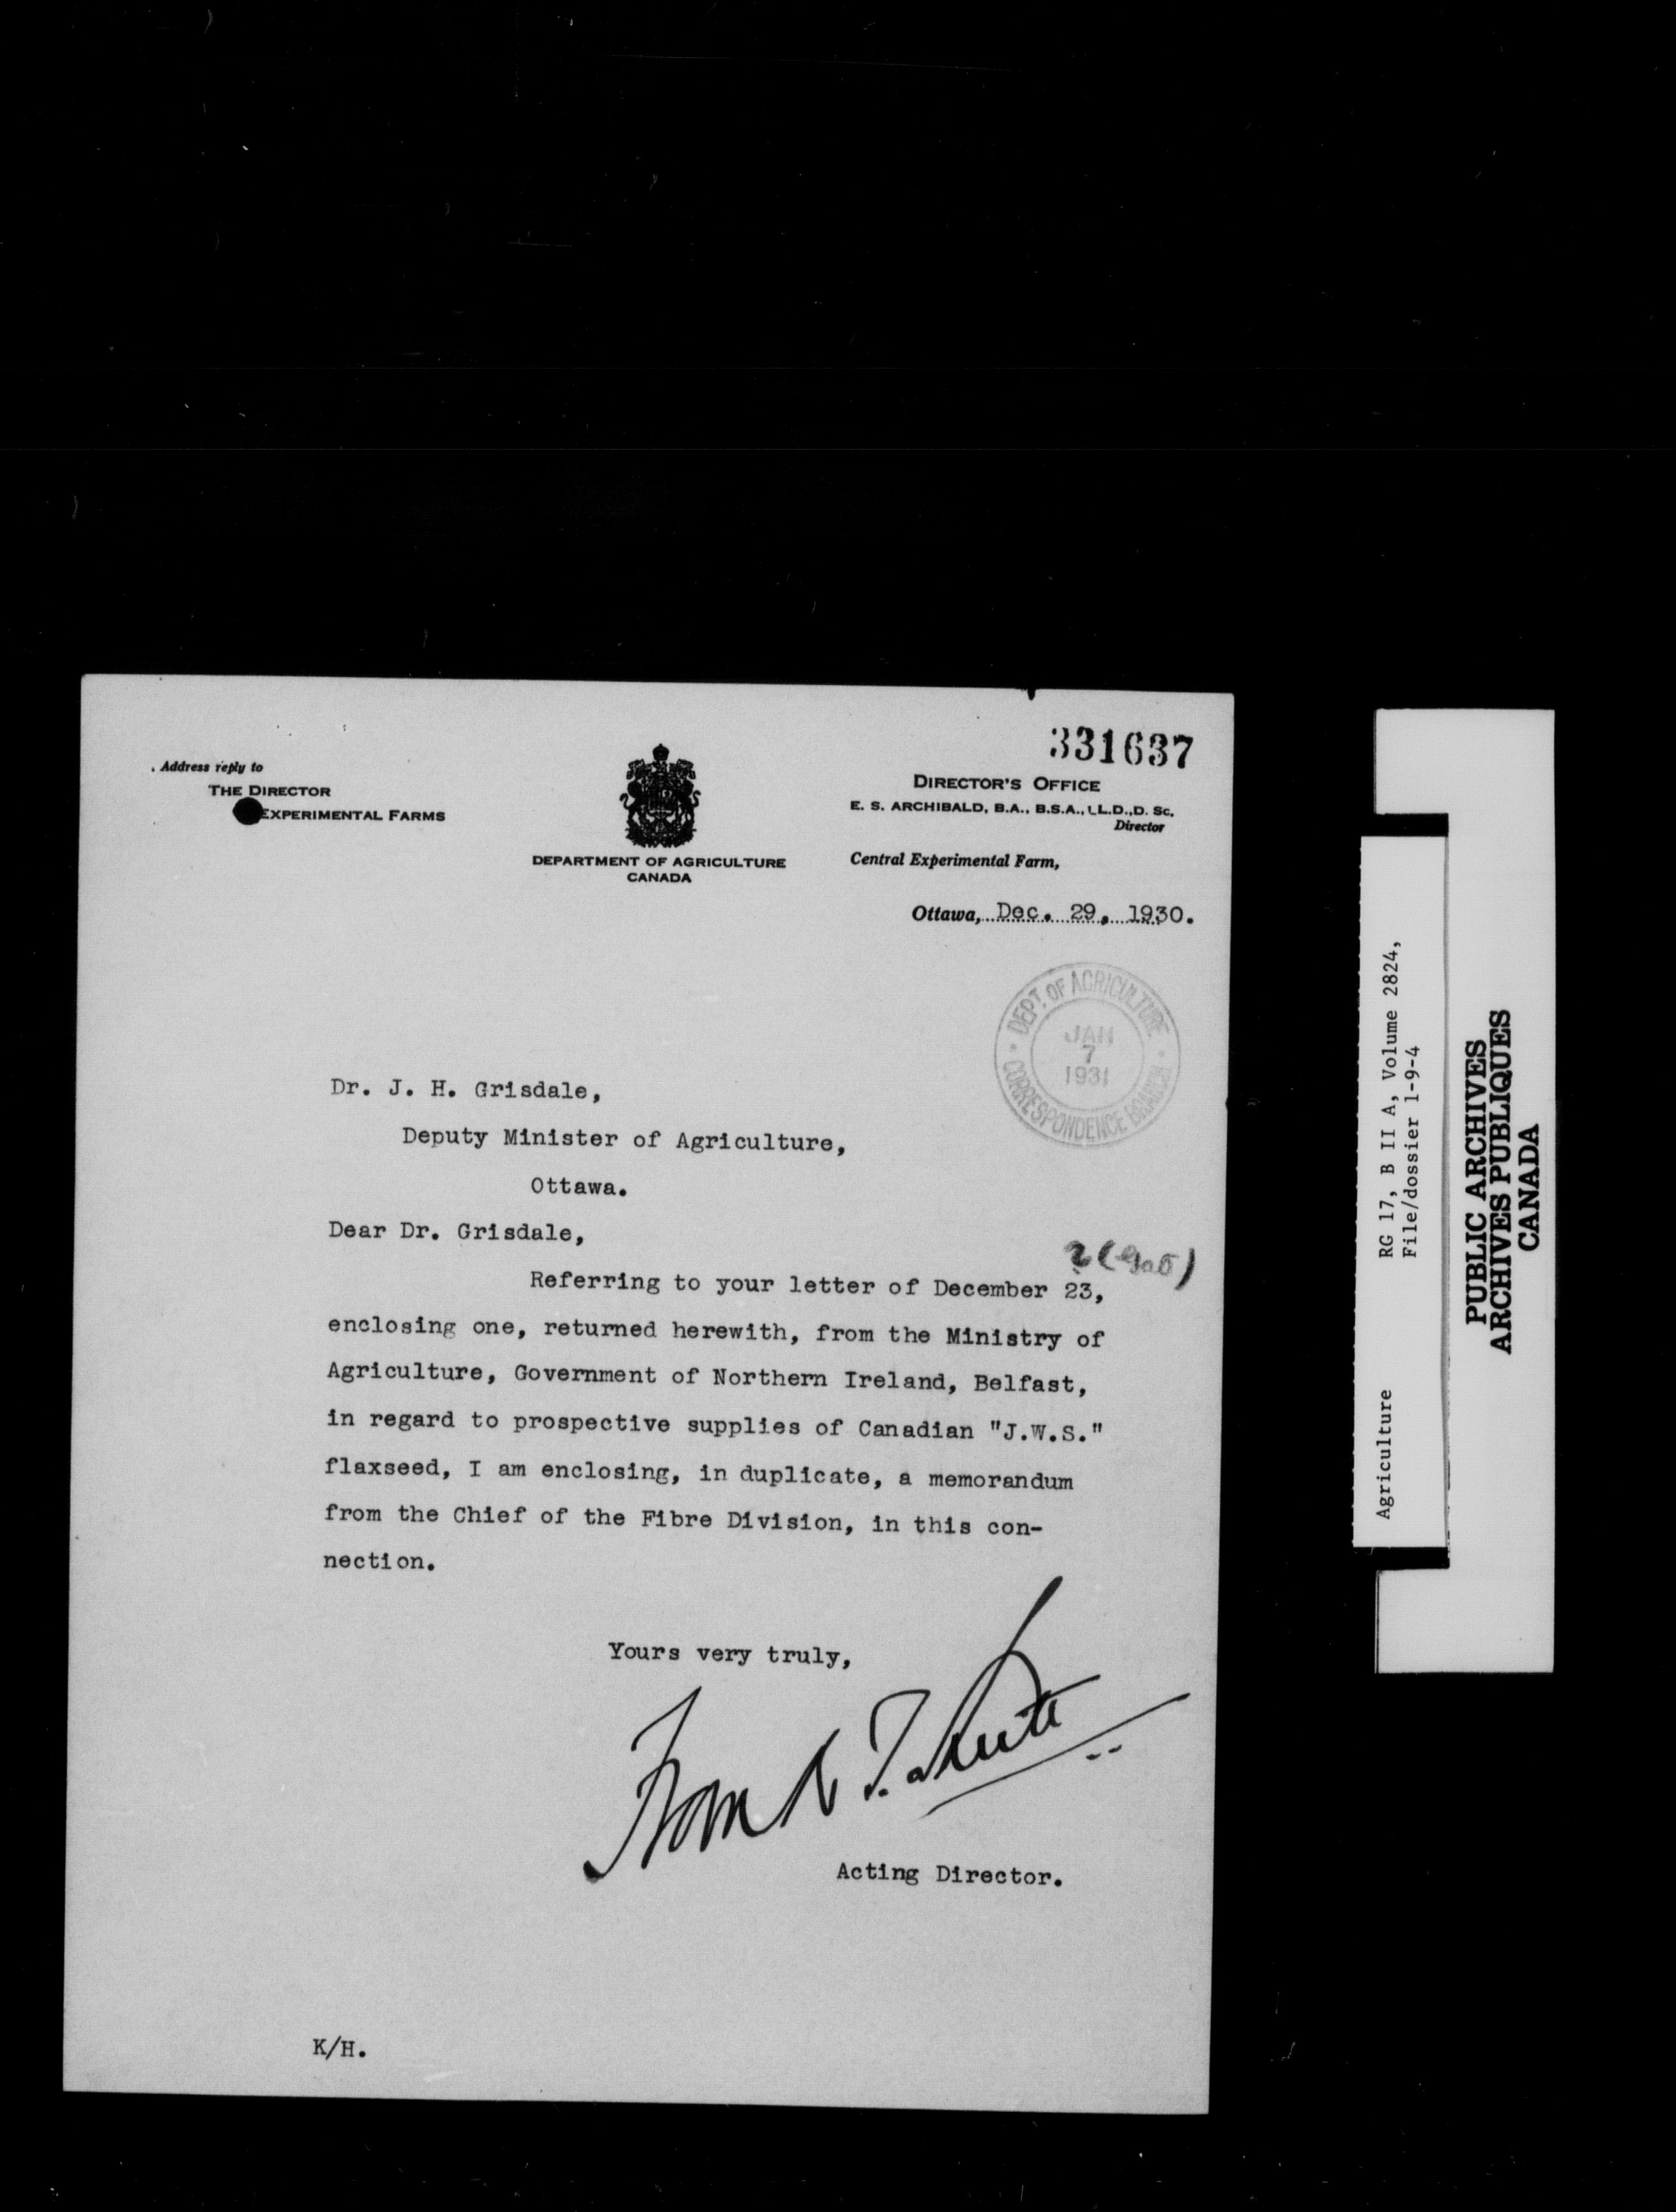 331637
Address reply to
THE DIRECTOR
EXPERIMENTAL FARMS
DEPARTMENT OF AGRICULTURE
CANADA
DIRECTOR'S OFFICE
E. S. ARCHIBALD, B.A., B.S.A., LL.D., D. Sc.
Director
Central Experimental Farm,
Ottawa, Dec. 29, 1930.
DEPT. OF AGRICULTURE
JAN
7
1931
CORRESPONDENCE BRANCH
Dr. J. H. Grisdale,
Deputy Minister of Agriculture,
Ottawa.
Dear Dr. Grisdale,
Referring to your letter of December 23,
enclosing one, returned herewith, from the Ministry of
Agriculture, Government of Northern Ireland, Belfast,
in regard to prospective supplies of Canadian "J.W.S."
flaxseed, I am enclosing, in duplicate, a memorandum
from the Chief of the Fibre Division, in this con-
nection.
Yours very truly,
Acting Director.
K/H.
Agriculture RG 17, B II A, Volume 2824,
File/dossier 1-9-4
PUBLIC ARCHIVES
ARCHIVES PUBLIQUES
CANADA